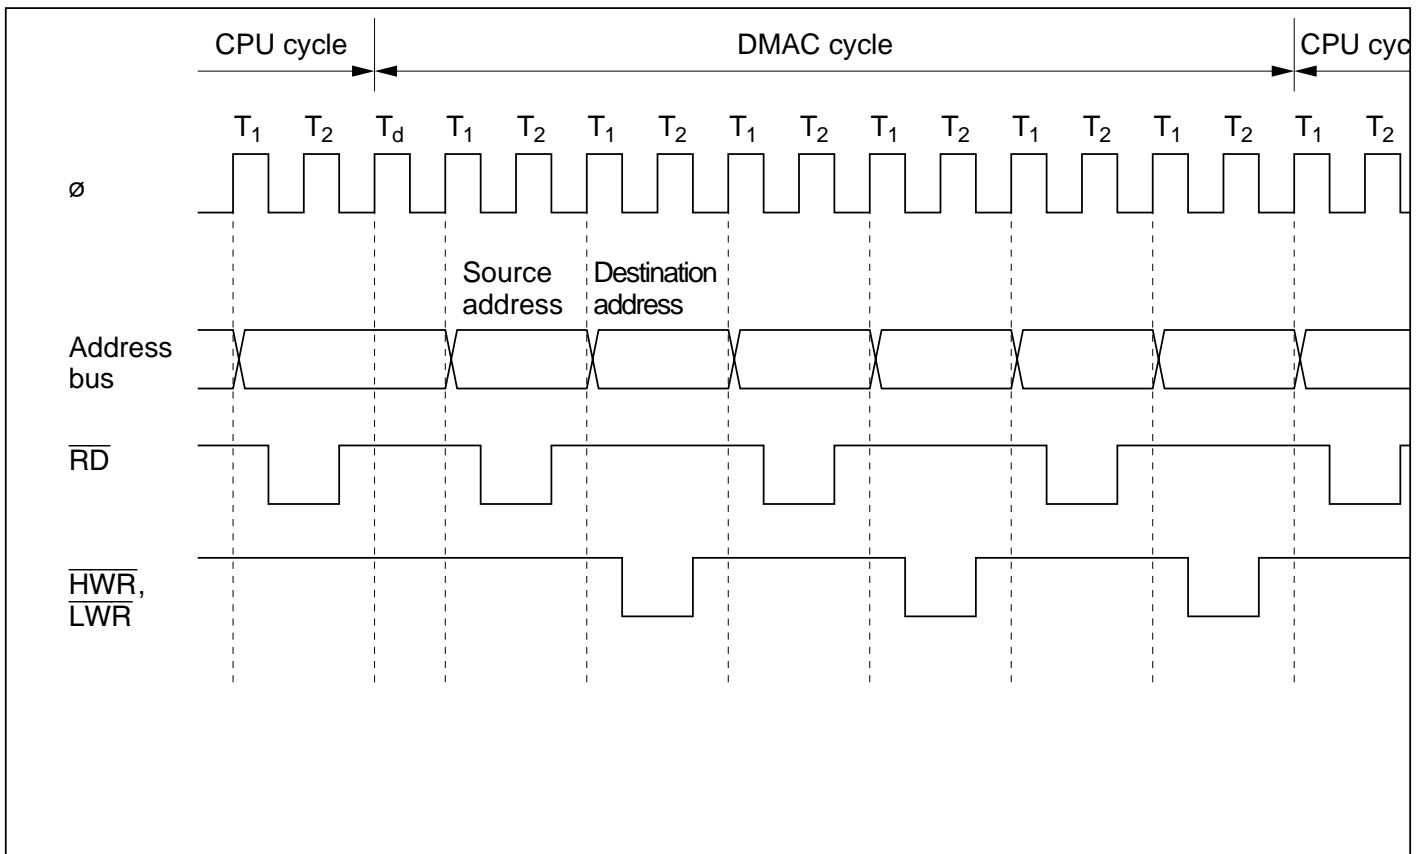 CPU cycle DMAC cycle CPU cyc
T1 T2 Td T1 T2 T1 T2 T1 T2 T1 T2 T1 T2 T1 T2 T1 T2
ø
Source address
Destination address
Address bus
RD
HWR,
LWR